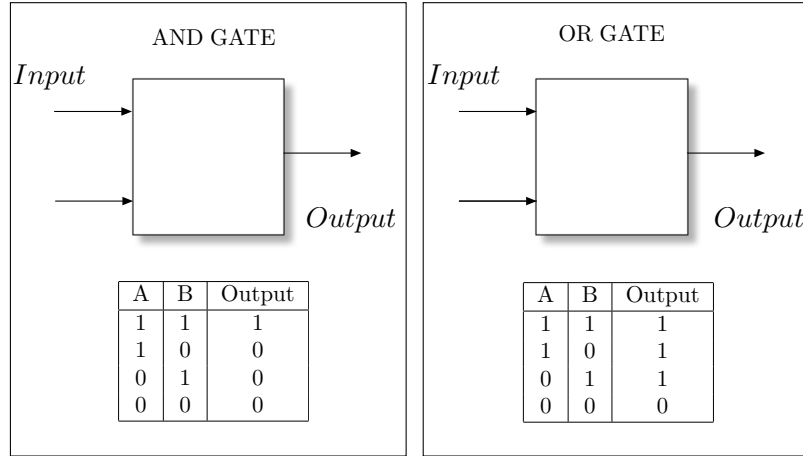 AND GATE
Input
Output
A B Output
1 1 1
1 0 0
0 1 0
0 0 0
OR GATE
Input
Output
A B Output
1 1 1
1 0 1
0 1 1
0 0 0